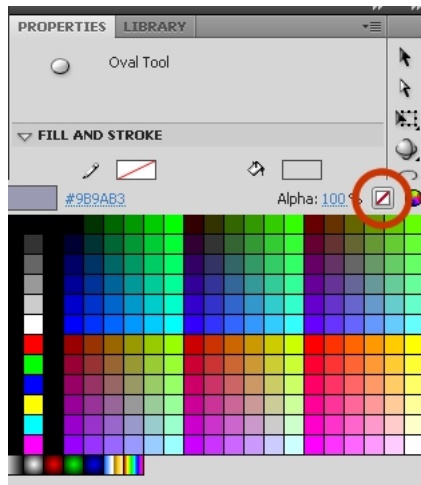 PROPERTIES LIBRARY
Oval Tool
FILL AND STROKE
#9B9AB3 Alpha: 100 %